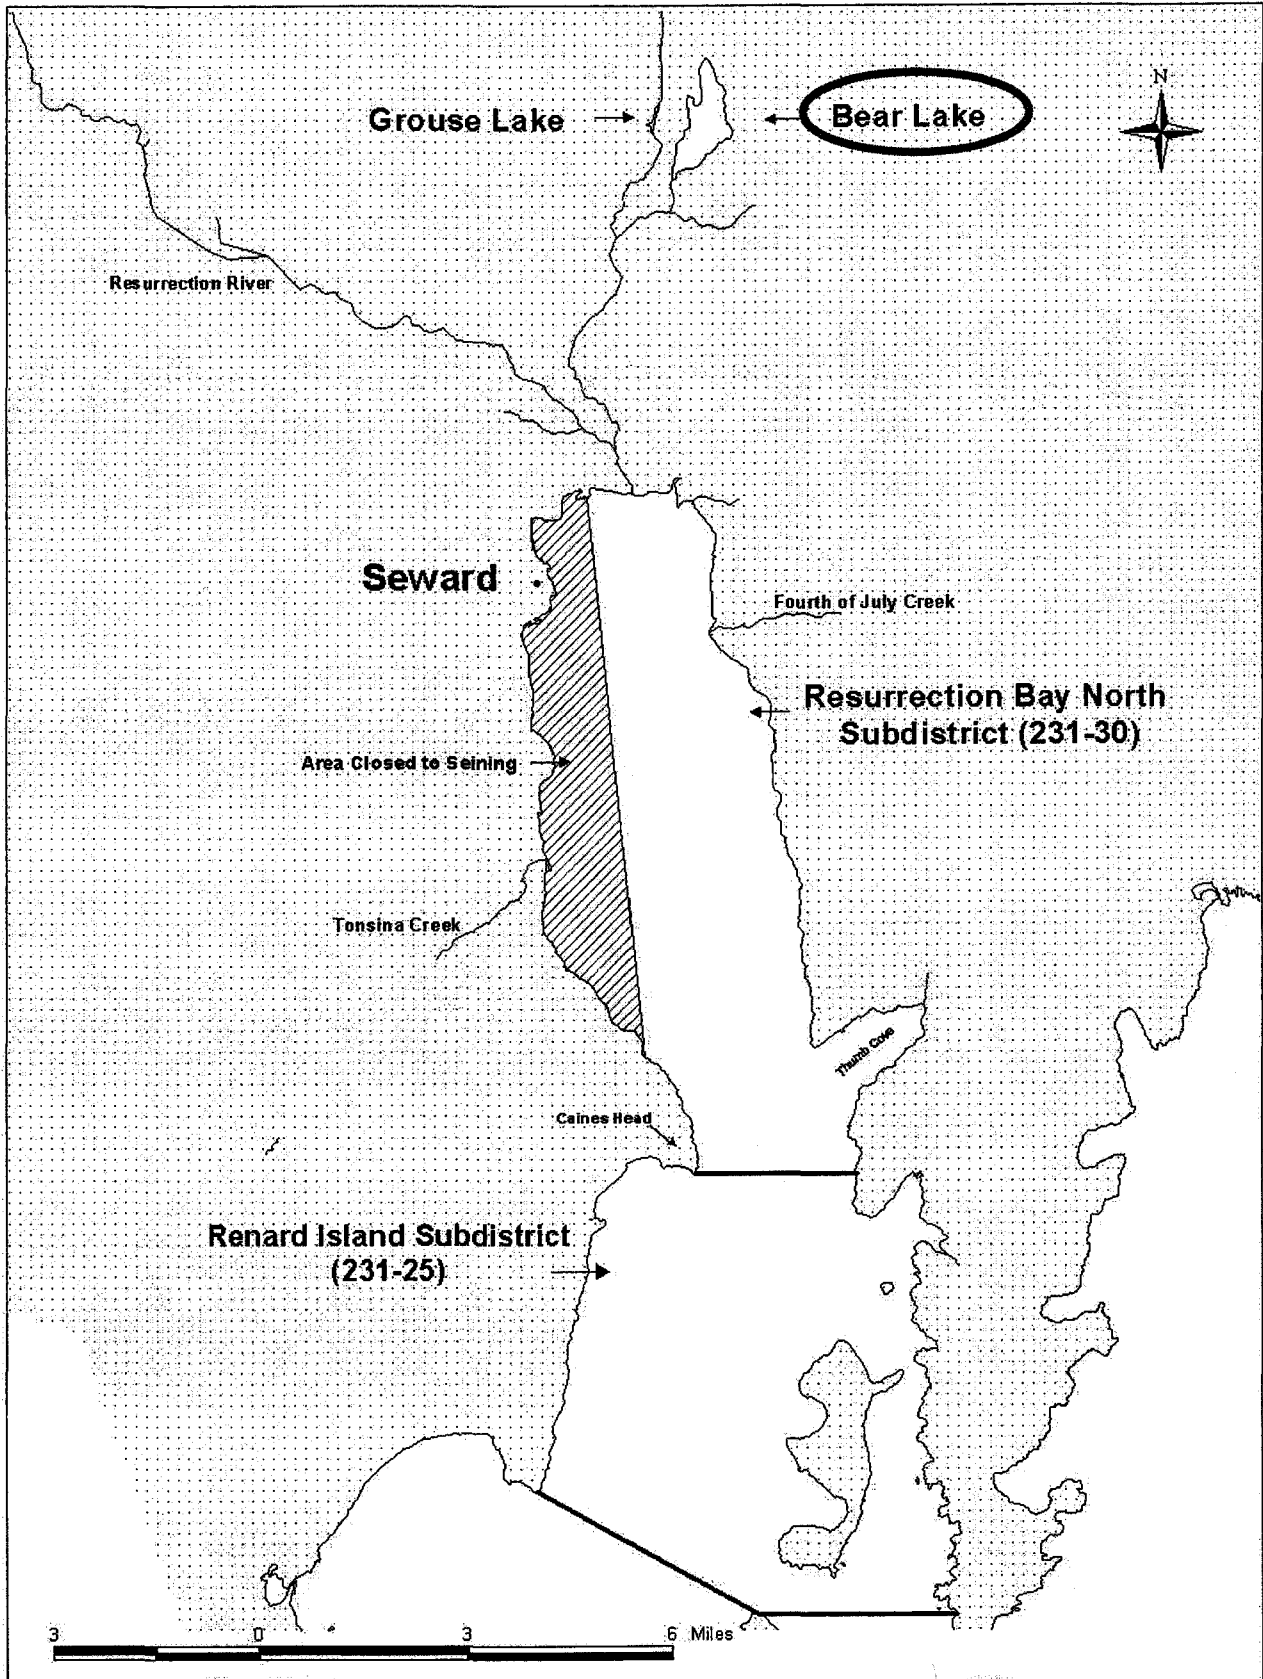 N
Grouse Lake
Bear Lake
Resurrection River
Seward
Fourth of July Creek
Resurrection Bay North
Subdistrict (231-30)
Area Closed to Seining
Tonsina Creek
Thumb Cove
Caines Head
Renard Island Subdistrict
(231-25)
3 0 3 6 Miles